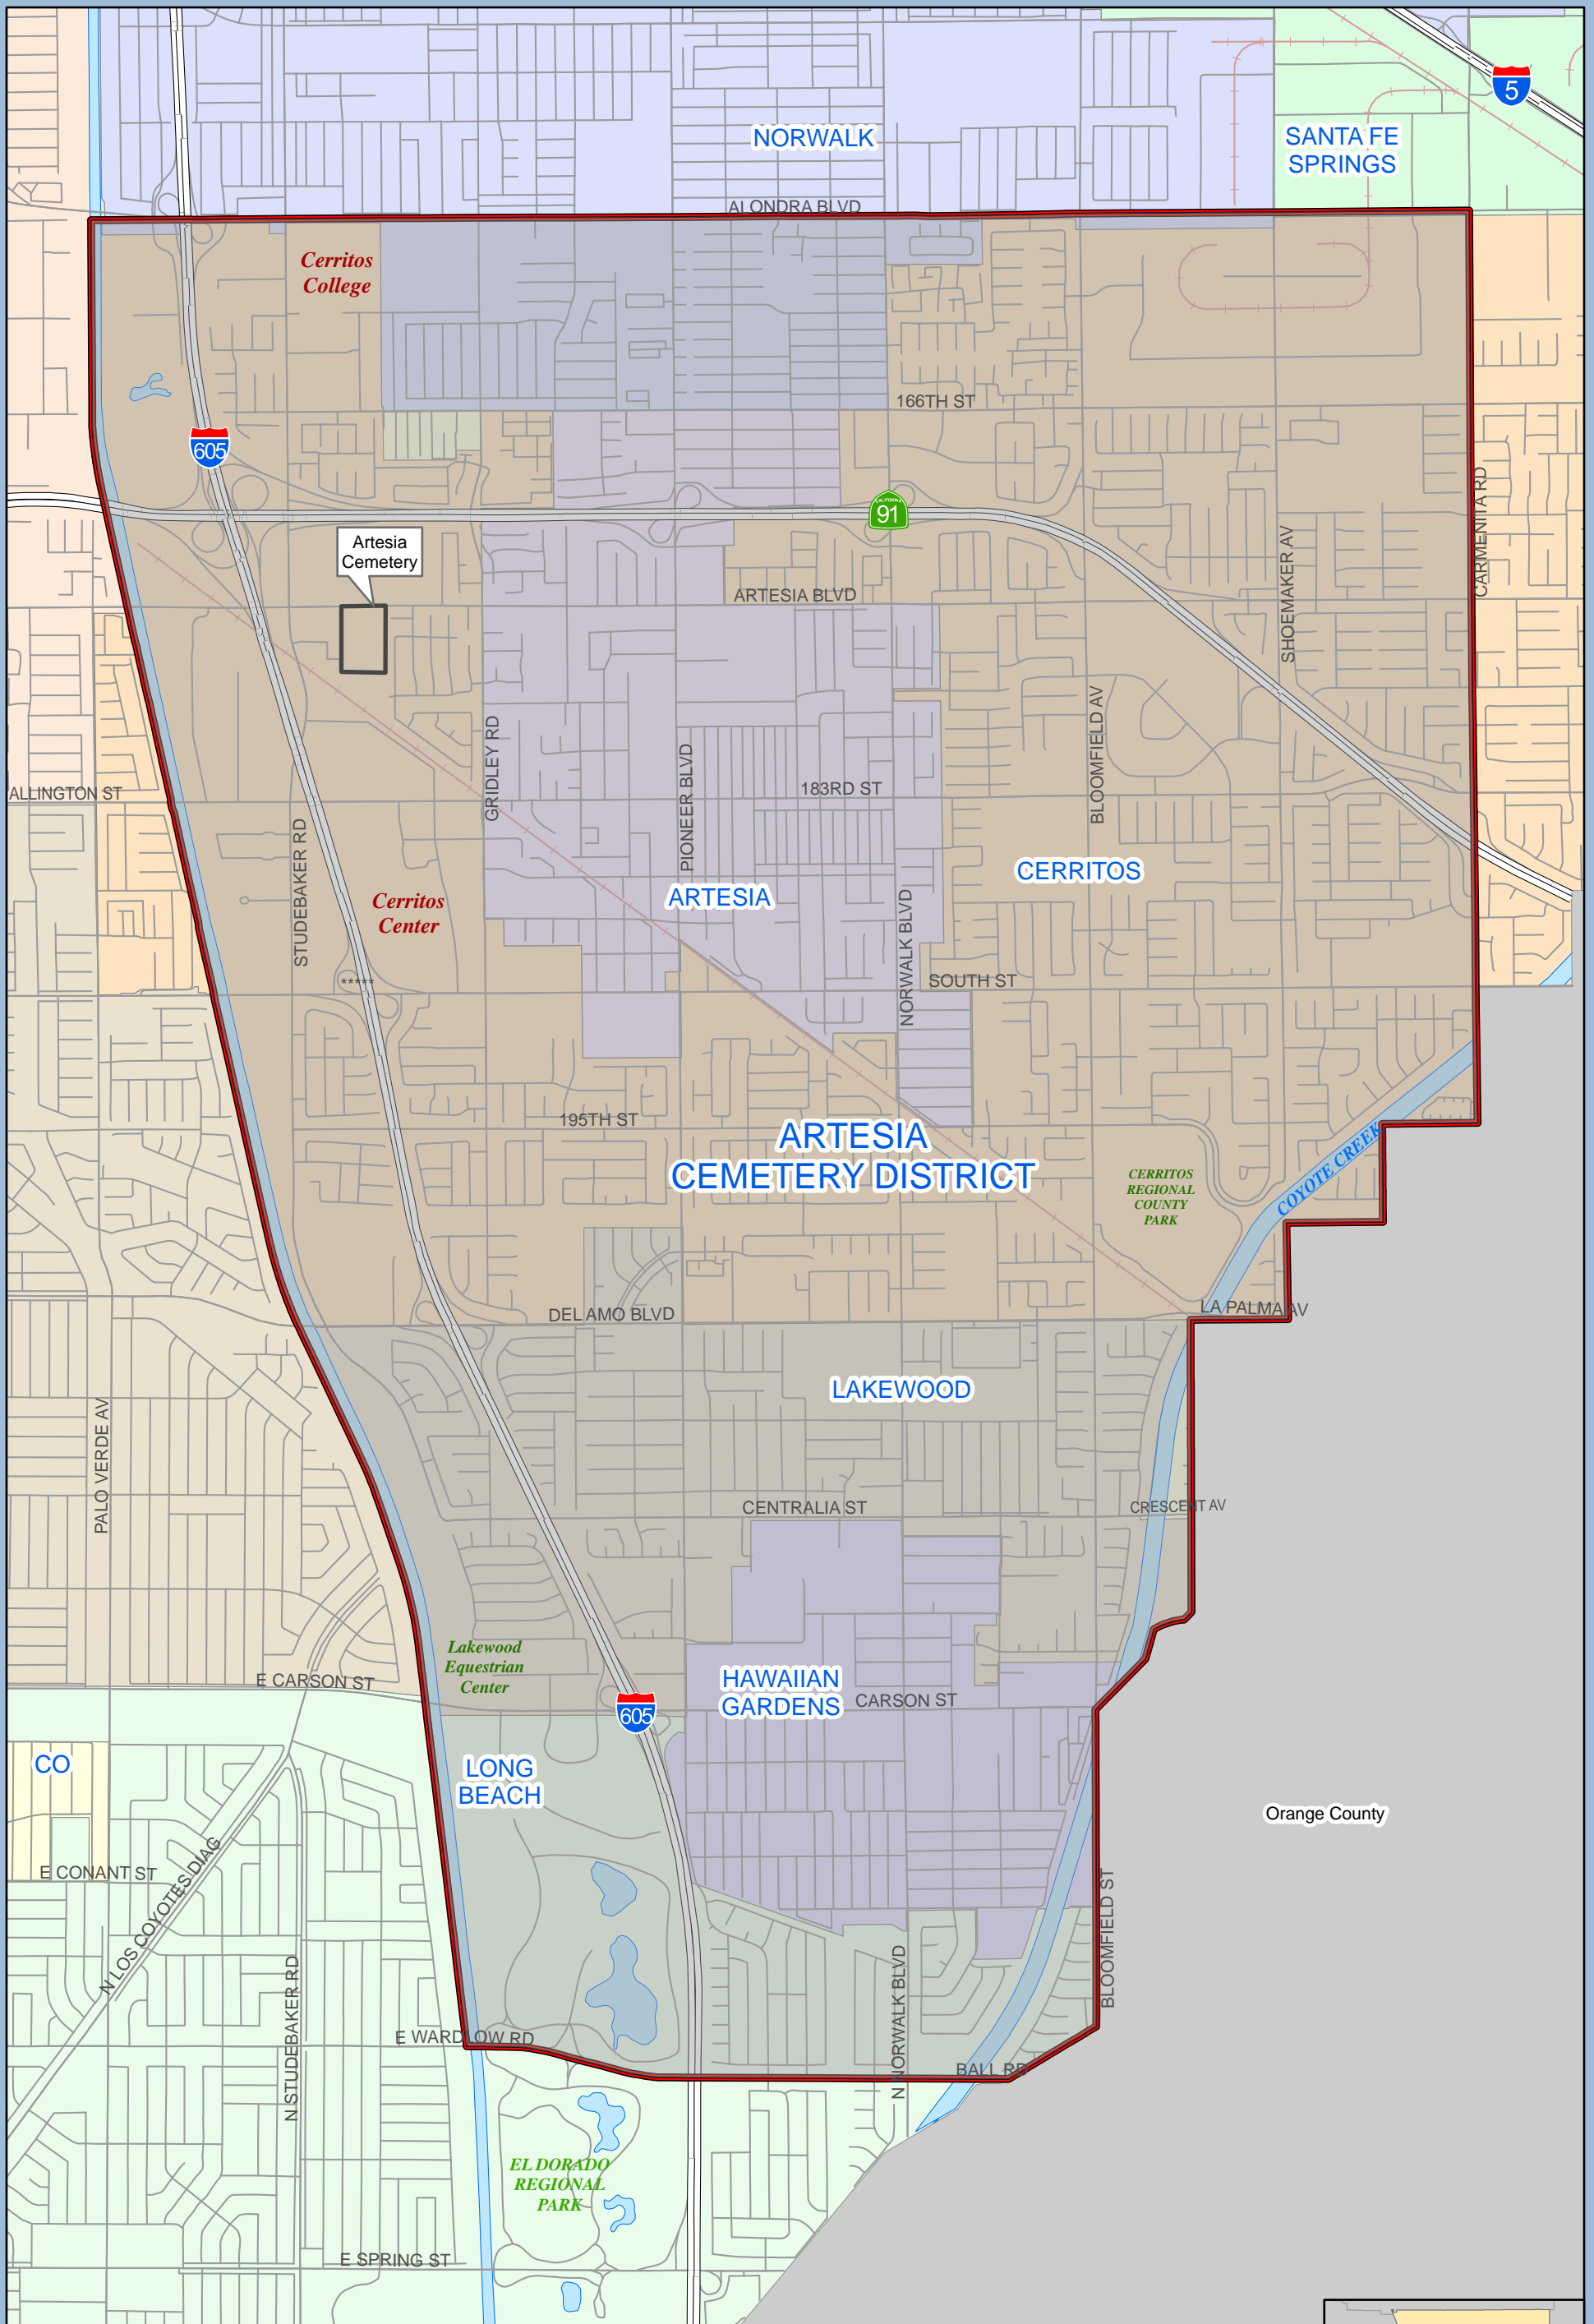 5
NORWALK
SANTA FE
SPRINGS
ALONDRA BLVD
Cerritos
College
166TH ST
605
CALIFORNIA
91
CARMENITA RD
Artesia
Cemetery
SHOEMAKER AV
ARTESIA BLVD
GRIDLEY RD
PIONEER BLVD
BLOOMFIELD AV
183RD ST
ALLINGTON ST
STUDEBAKER RD
CERRITOS
Cerritos
Center
ARTESIA
NORWALK BLVD
SOUTH ST
*****
195TH ST
ARTESIA
CEMETERY DISTRICT
CERRITOS
REGIONAL
COUNTY
PARK
COYOTE CREEK
LA PALMA AV
DEL AMO BLVD
LAKEWOOD
PALO VERDE AV
CENTRALIA ST
CRESCENT AV
Lakewood
Equestrian
Center
E CARSON ST
HAWAIIAN
GARDENS
CARSON ST
605
CO
LONG
BEACH
Orange County
E CONANT ST
N LOS COYOTES DIAG
BLOOMFIELD ST
N STUDEBAKER RD
N NORWALK BLVD
E WARDLOW RD
BALL RD
EL DORADO
REGIONAL
PARK
E SPRING ST